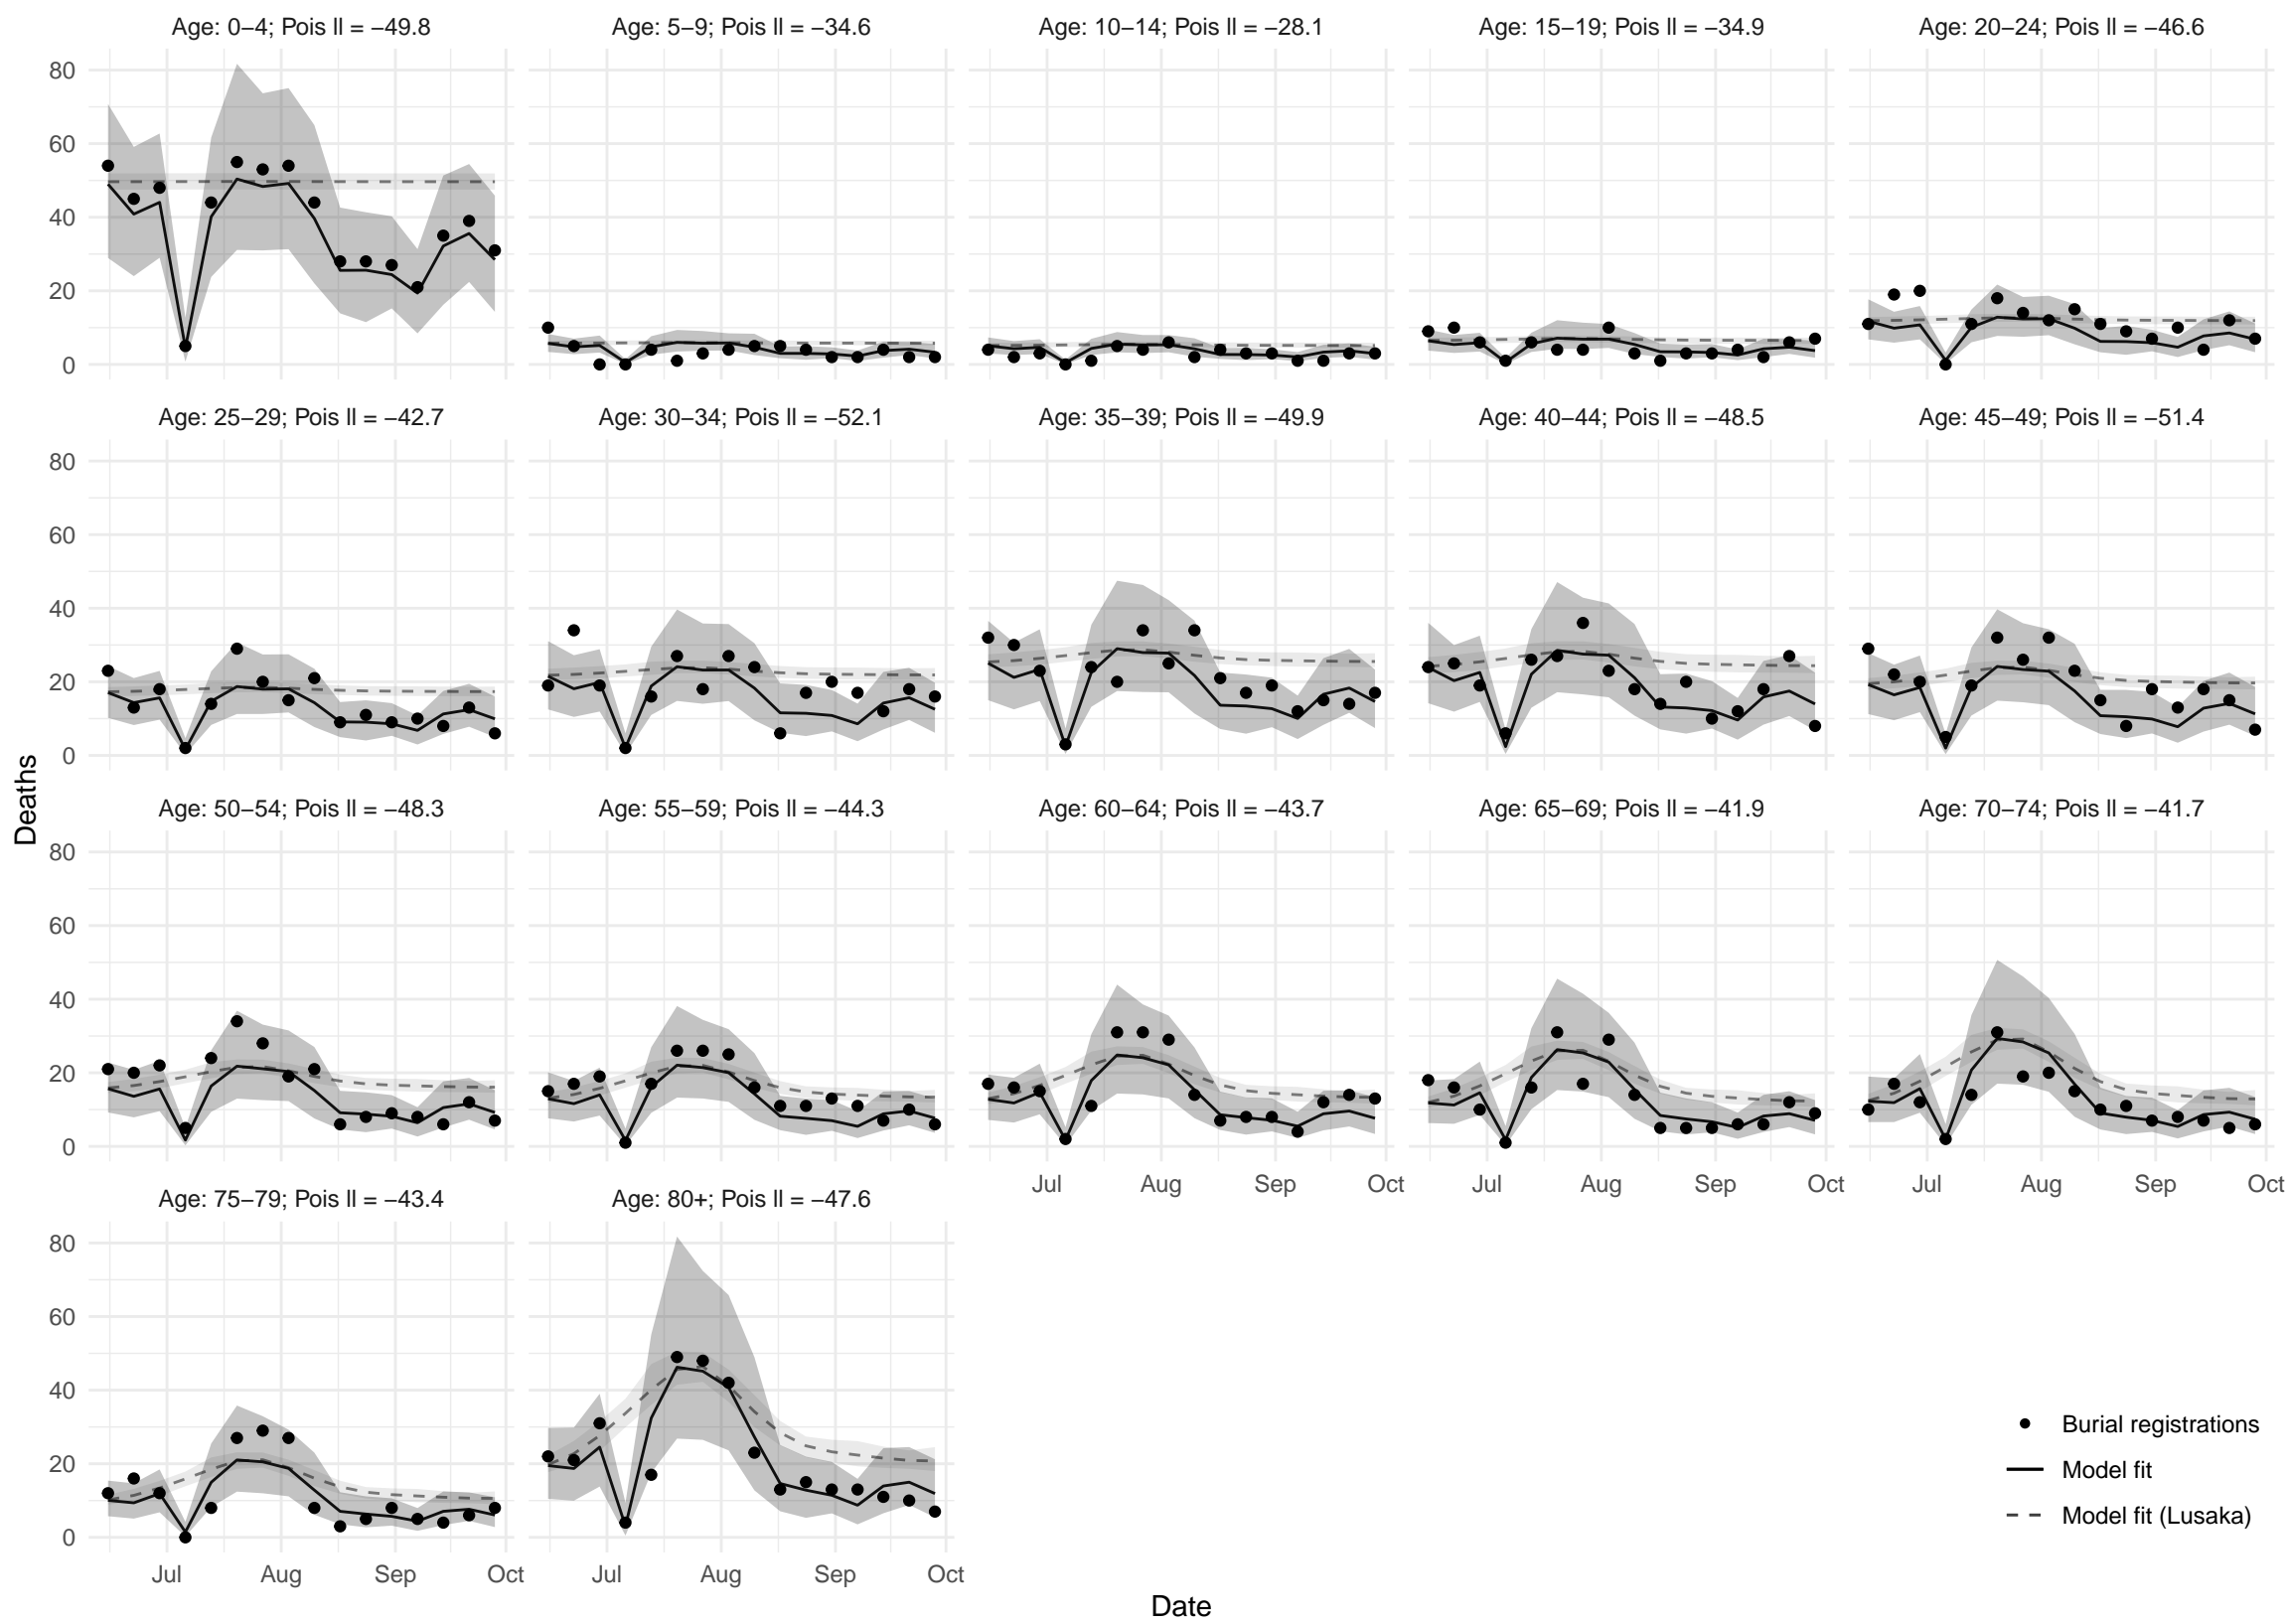 Age: 0−4; Pois ll = −49.8
Age: 5−9; Pois ll = −34.6
Age: 10−14; Pois ll = −28.1
Age: 15−19; Pois ll = −34.9
Age: 20−24; Pois ll = −46.6
80
60
40
20
0
Age: 25−29; Pois ll = −42.7
Age: 30−34; Pois ll = −52.1
Age: 35−39; Pois ll = −49.9
Age: 40−44; Pois ll = −48.5
Age: 45−49; Pois ll = −51.4
80
60
40
20
0
Deaths
Age: 50−54; Pois ll = −48.3
Age: 55−59; Pois ll = −44.3
Age: 60−64; Pois ll = −43.7
Age: 65−69; Pois ll = −41.9
Age: 70−74; Pois ll = −41.7
80
60
40
20
0
Jul Aug Sep Oct
Jul Aug Sep Oct
Jul Aug Sep Oct
Age: 75−79; Pois ll = −43.4
Age: 80+; Pois ll = −47.6
80
60
40
20
0
Jul Aug Sep Oct
Jul Aug Sep Oct
Burial registrations
Model fit
Model fit (Lusaka)
Date